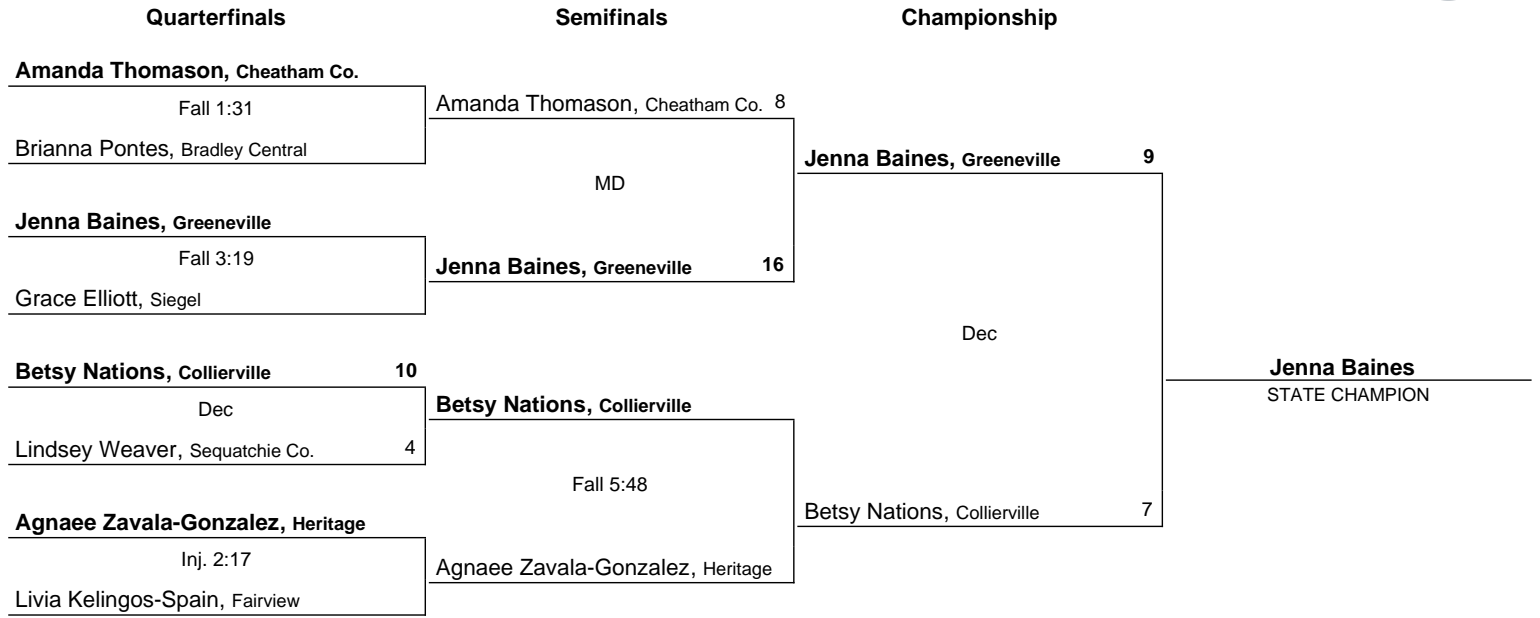 Quarterfinals Semifinals Championship
Amanda Thomason, Cheatham Co.
Fall 1:31
Brianna Pontes, Bradley Central
Jenna Baines, Greeneville
Fall 3:19
Grace Elliott, Siegel
Betsy Nations, Collierville 10
Dec
Lindsey Weaver, Sequatchie Co. 4
Agnaee Zavala-Gonzalez, Heritage
Inj. 2:17
Livia Kelingos-Spain, Fairview
Amanda Thomason, Cheatham Co. 8
MD
Jenna Baines, Greeneville 16
Betsy Nations, Collierville
Fall 5:48
Agnaee Zavala-Gonzalez, Heritage
Jenna Baines, Greeneville 9
Dec
Betsy Nations, Collierville 7
Jenna Baines
STATE CHAMPION